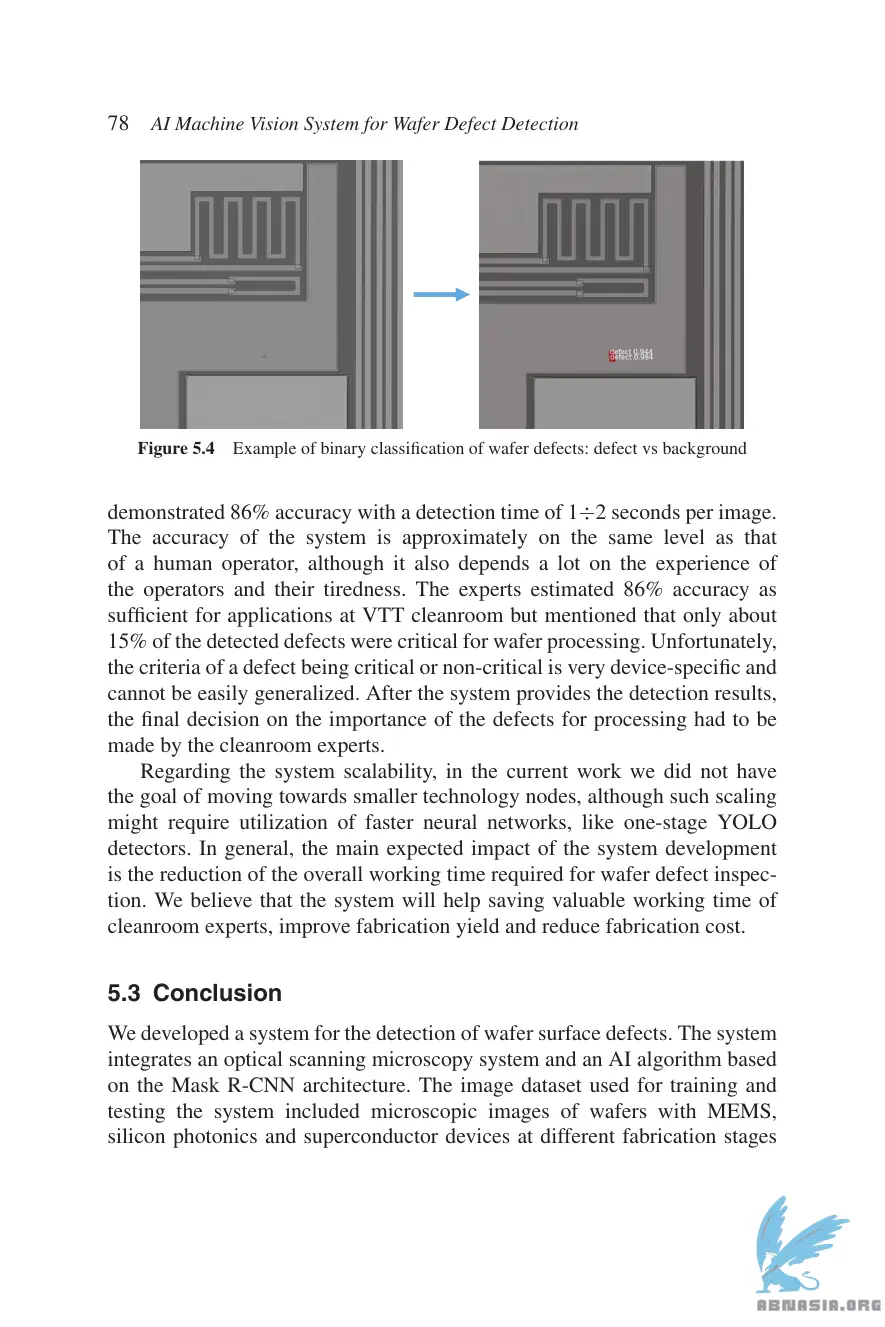 78 AI Machine Vision System for Wafer Defect Detection
defect 0.944
defect 0.984
Figure 5.4 Example of binary classification of wafer defects: defect vs background
demonstrated 86% accuracy with a detection time of 1÷2 seconds per image.
The accuracy of the system is approximately on the same level as that
of a human operator, although it also depends a lot on the experience of
the operators and their tiredness. The experts estimated 86% accuracy as
sufficient for applications at VTT cleanroom but mentioned that only about
15% of the detected defects were critical for wafer processing. Unfortunately,
the criteria of a defect being critical or non-critical is very device-specific and
cannot be easily generalized. After the system provides the detection results,
the final decision on the importance of the defects for processing had to be
made by the cleanroom experts.
Regarding the system scalability, in the current work we did not have
the goal of moving towards smaller technology nodes, although such scaling
might require utilization of faster neural networks, like one-stage YOLO
detectors. In general, the main expected impact of the system development
is the reduction of the overall working time required for wafer defect inspec-
tion. We believe that the system will help saving valuable working time of
cleanroom experts, improve fabrication yield and reduce fabrication cost.
5.3 Conclusion
We developed a system for the detection of wafer surface defects. The system
integrates an optical scanning microscopy system and an AI algorithm based
on the Mask R-CNN architecture. The image dataset used for training and
testing the system included microscopic images of wafers with MEMS,
silicon photonics and superconductor devices at different fabrication stages
ABNASIA.ORG